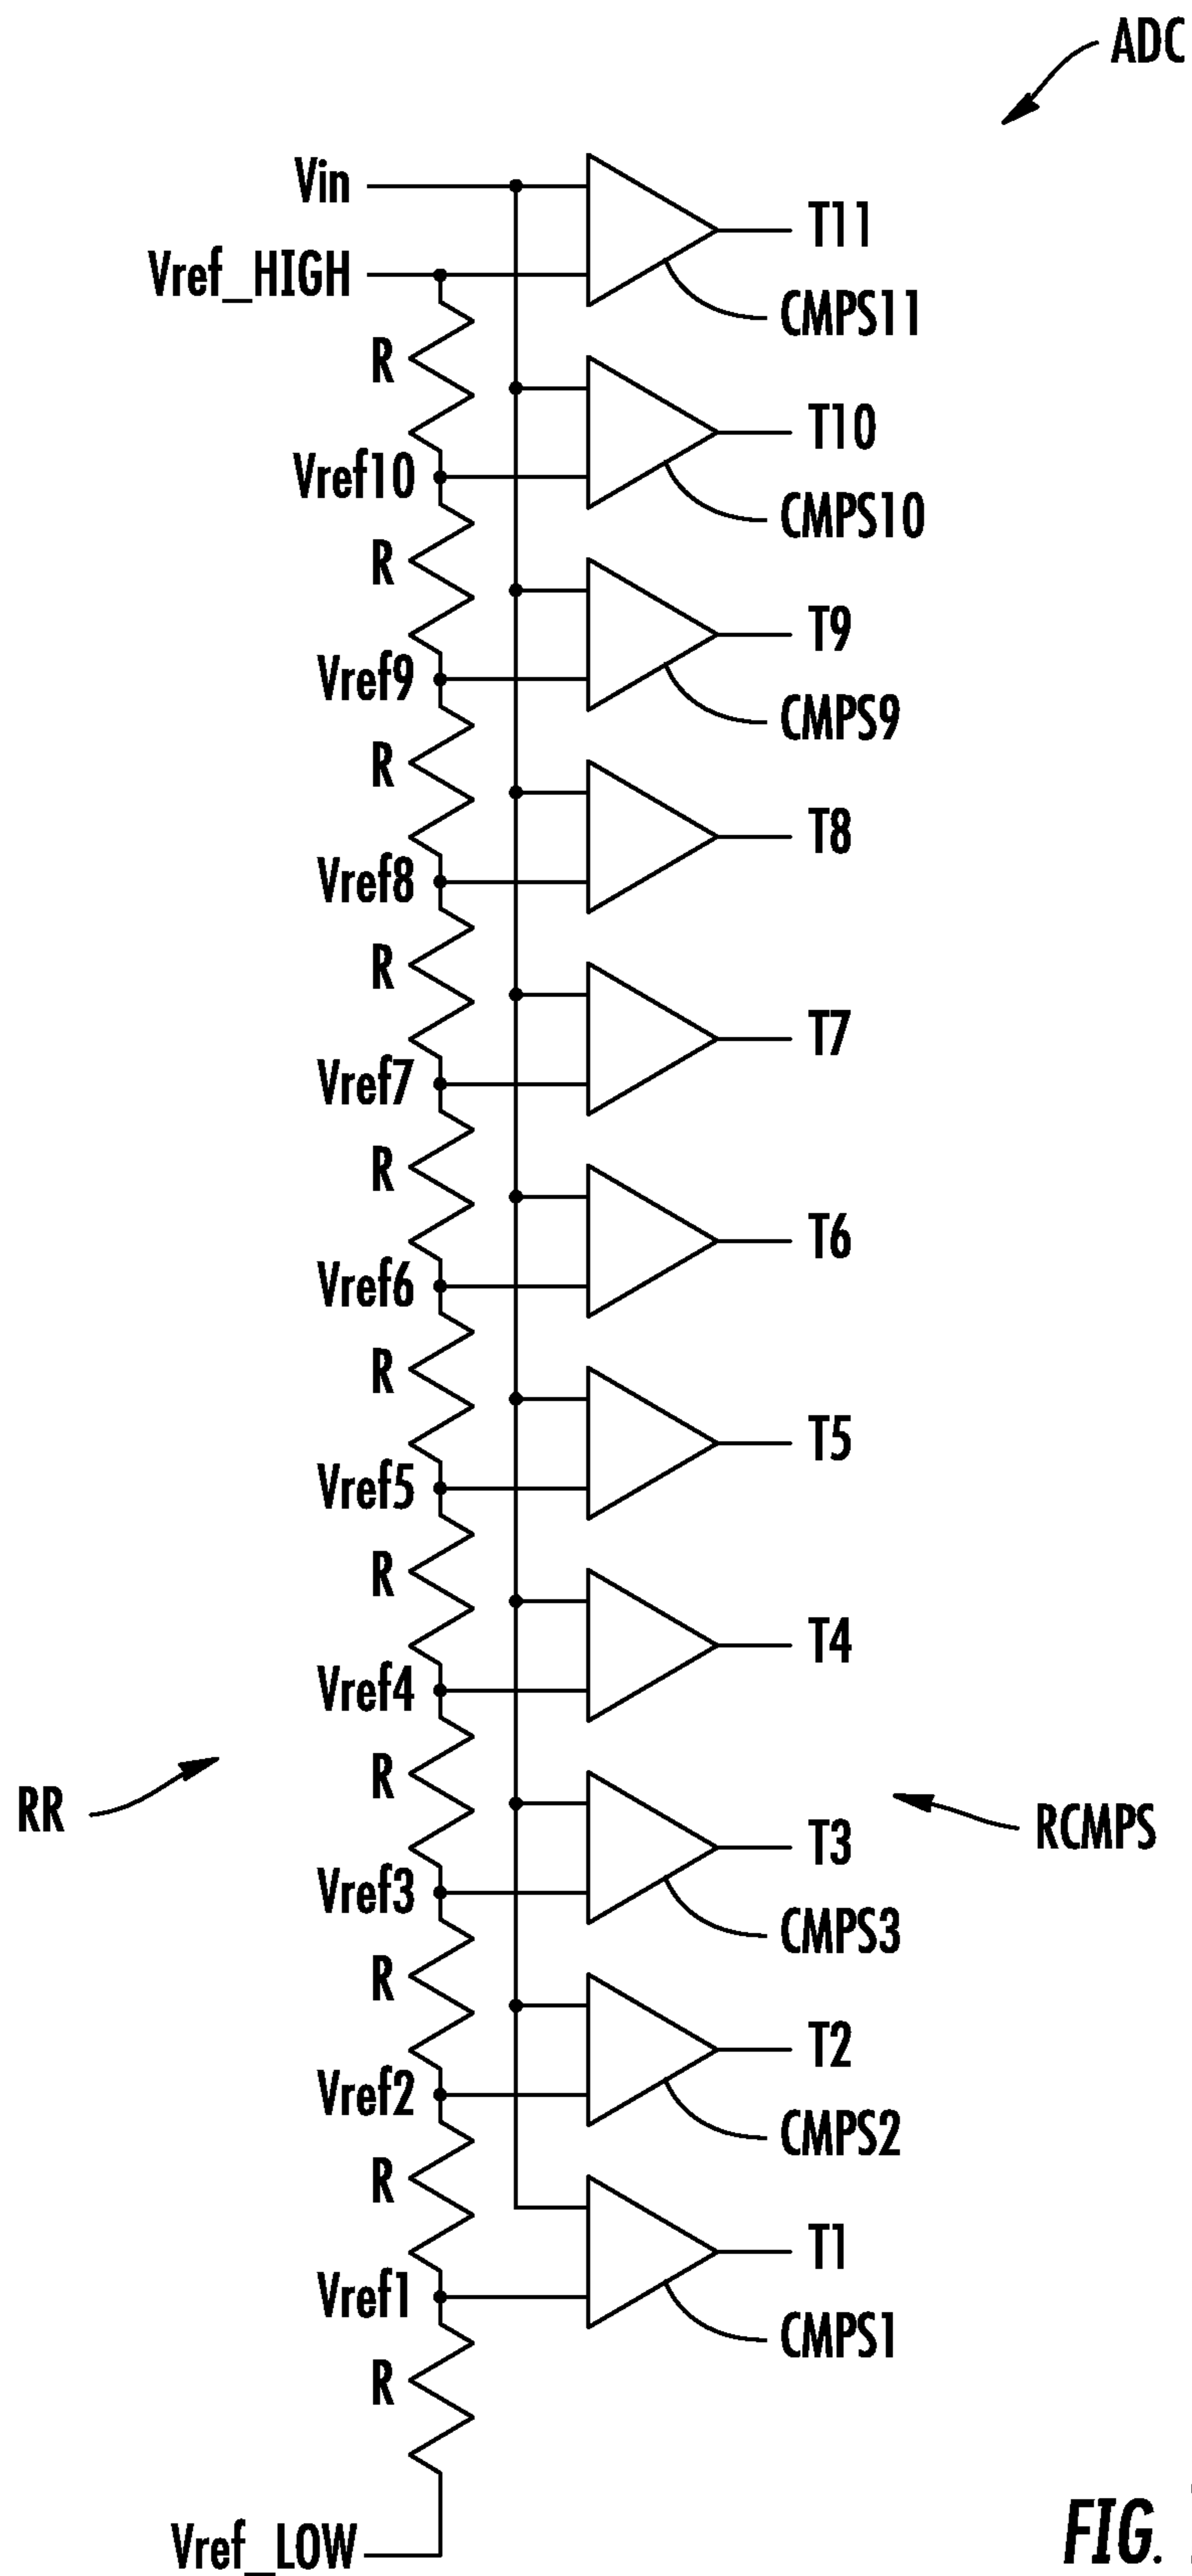 ADC
Vin
T11
Vref_HIGH
CMPS11
R
T10
Vref10
CMPS10
R
T9
Vref9
CMPS9
R
T8
Vref8
R
T7
Vref7
R
T6
Vref6
R
T5
Vref5
R
T4
Vref4
R
RR
RCMPS
T3
Vref3
CMPS3
R
T2
Vref2
CMPS2
R
T1
Vref1
CMPS1
R
Vref_LOW
FIG.